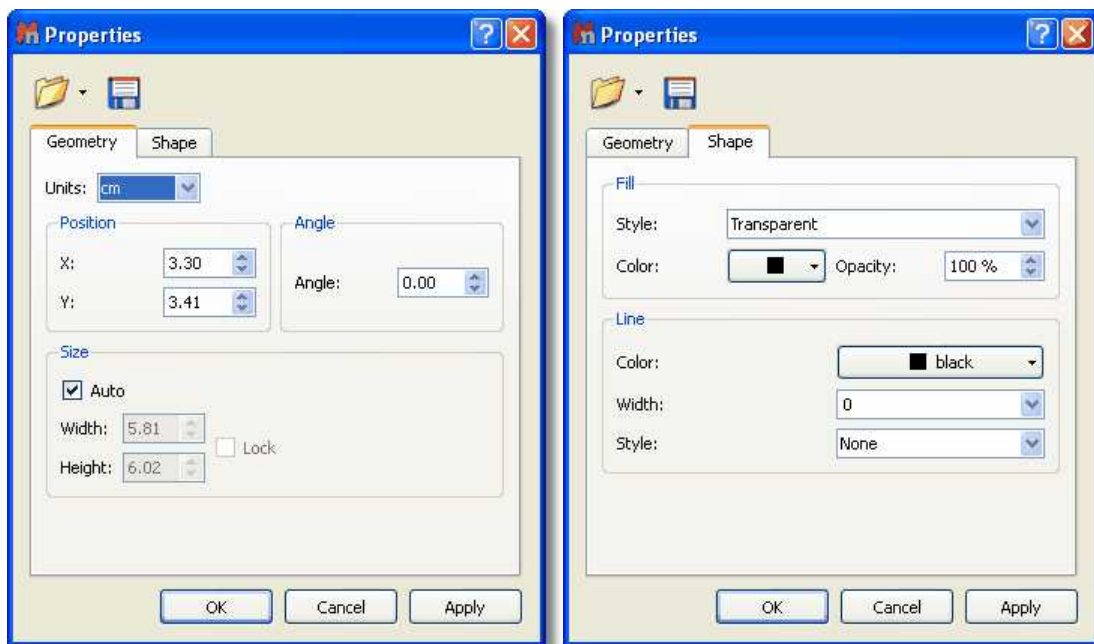 Properties
Geometry Shape
Units: cm
Position
X: 3.30
Y: 3.41
Angle
Angle: 0.00
Size
Auto
Width: 5.81
Lock
Height: 6.02
OK Cancel Apply
Properties
Geometry Shape
Fill
Style: Transparent
Color: Opacity: 100 %
Line
Color: black
Width: 0
Style: None
OK Cancel Apply